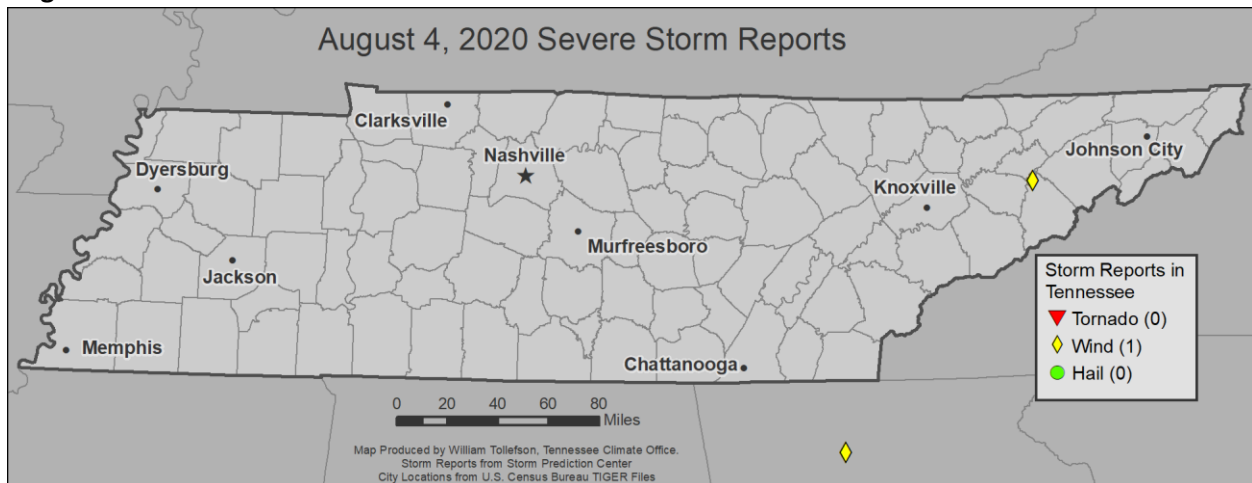 August 4, 2020 Severe Storm Reports
Clarksville
Nashville
Dyersburg
Johnson City
Knoxville
Murfreesboro
Jackson
Storm Reports in
Tennessee
Tornado (0)
Wind (1)
Hail (0)
Memphis
Chattanooga
0 20 40 60 80
Miles
Map Produced by William Tollefson, Tennessee Climate Office.
Storm Reports from Storm Prediction Center
City Locations from U.S. Census Bureau TIGER Files